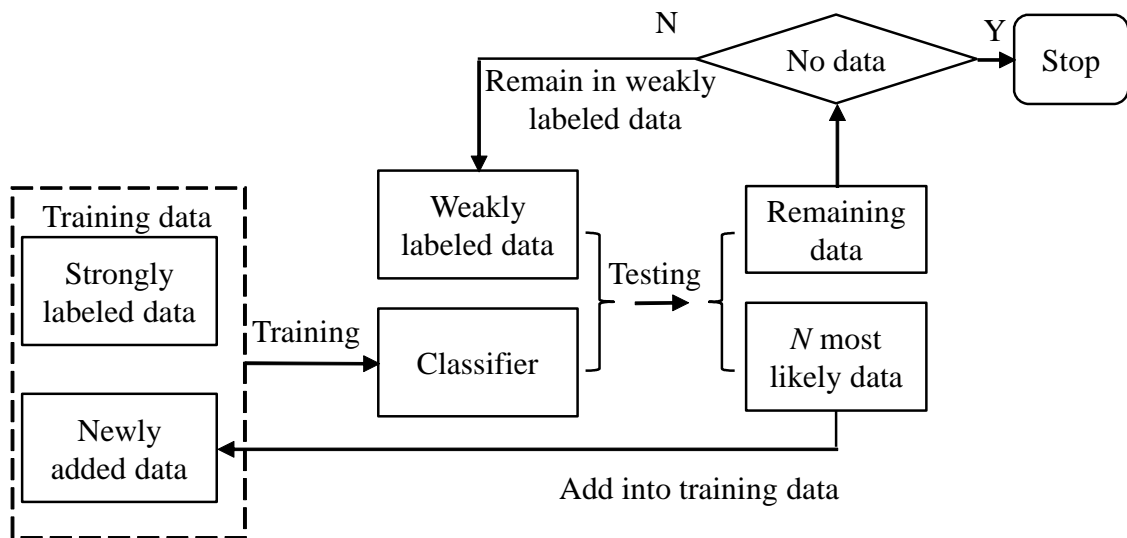 N
Y
No data
Stop
Remain in weakly
labeled data
Weakly
labeled data
Remaining
data
Training data
Strongly
labeled data
Testing
Training
Classifier
N most
likely data
Newly
added data
Add into training data